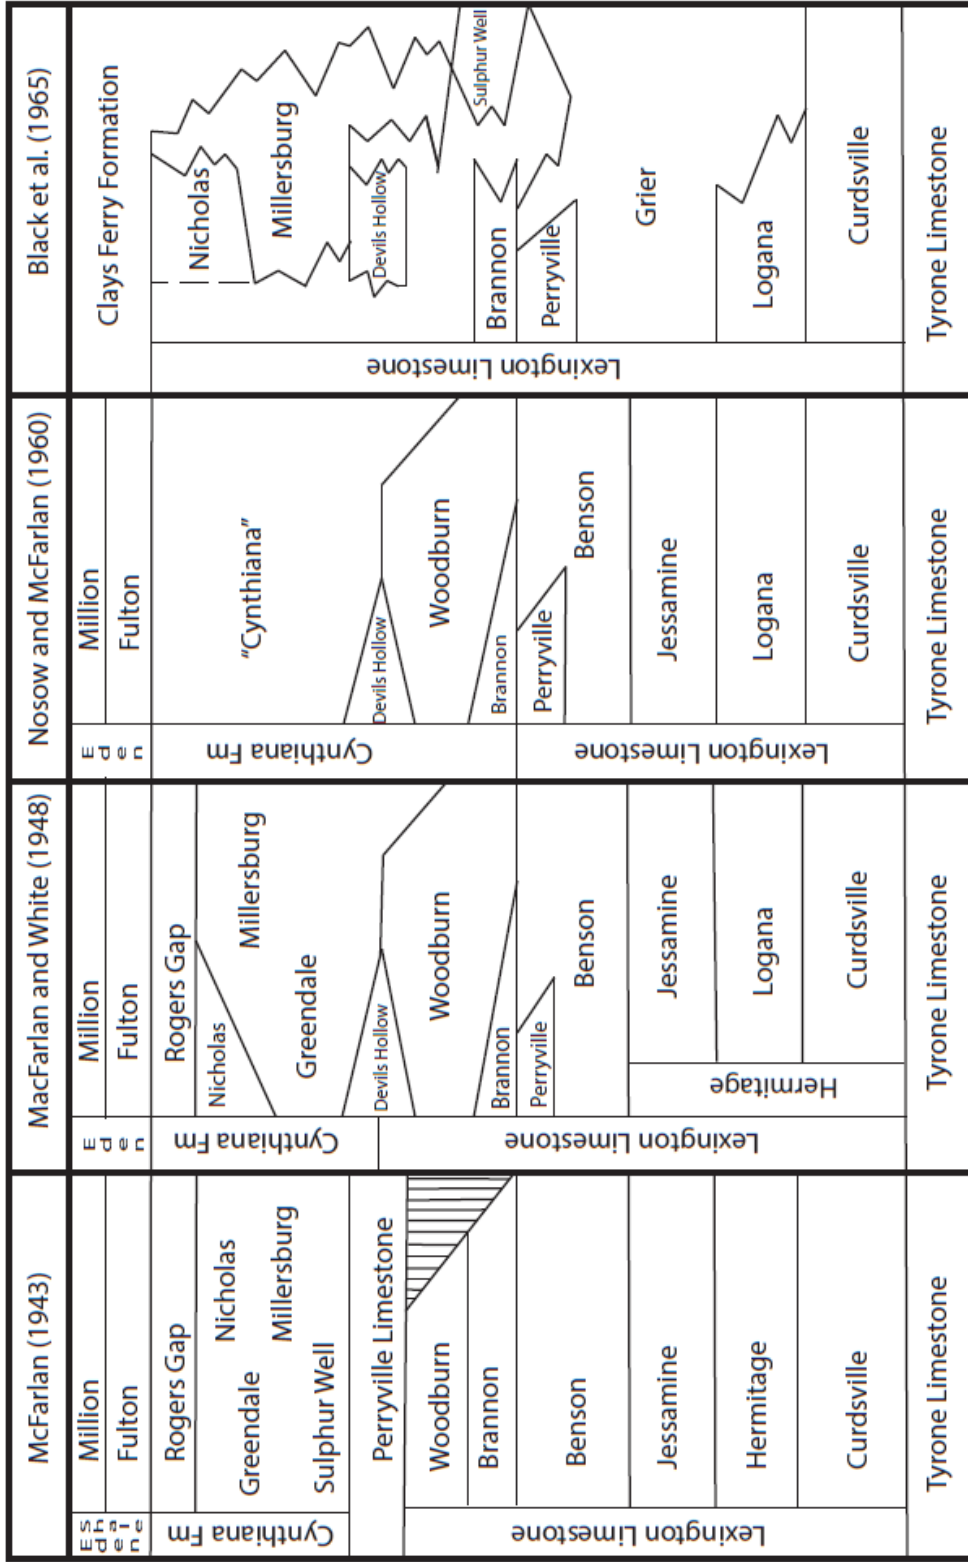 McFarlan (1943)
Eden Shale
Million
Fulton
Cynthiana Fm
Rogers Gap
Nicholas
Greendale
Millersburg
Sulphur Well
Perryville Limestone
Lexington Limestone
Woodburn
Brannon
Benson
Jessamine
Hermitage
Curdsville
Tyrone Limestone
MacFarlan and White (1948)
Eden
Million
Fulton
Cynthiana Fm
Rogers Gap
Nicholas
Millersburg
Greendale
Devils Hollow
Lexington Limestone
Woodburn
Brannon
Perryville
Benson
Hermitage
Jessamine
Logana
Curdsville
Tyrone Limestone
Nosow and McFarlan (1960)
Eden
Million
Fulton
Cynthiana Fm
“Cynthiana”
Devils Hollow
Woodburn
Brannon
Lexington Limestone
Perryville
Benson
Jessamine
Logana
Curdsville
Tyrone Limestone
Black et al. (1965)
Clays Ferry Formation
Lexington Limestone
Nicholas
Millersburg
Devils Hollow
Sulphur Well
Brannon
Perryville
Grier
Logana
Curdsville
Tyrone Limestone